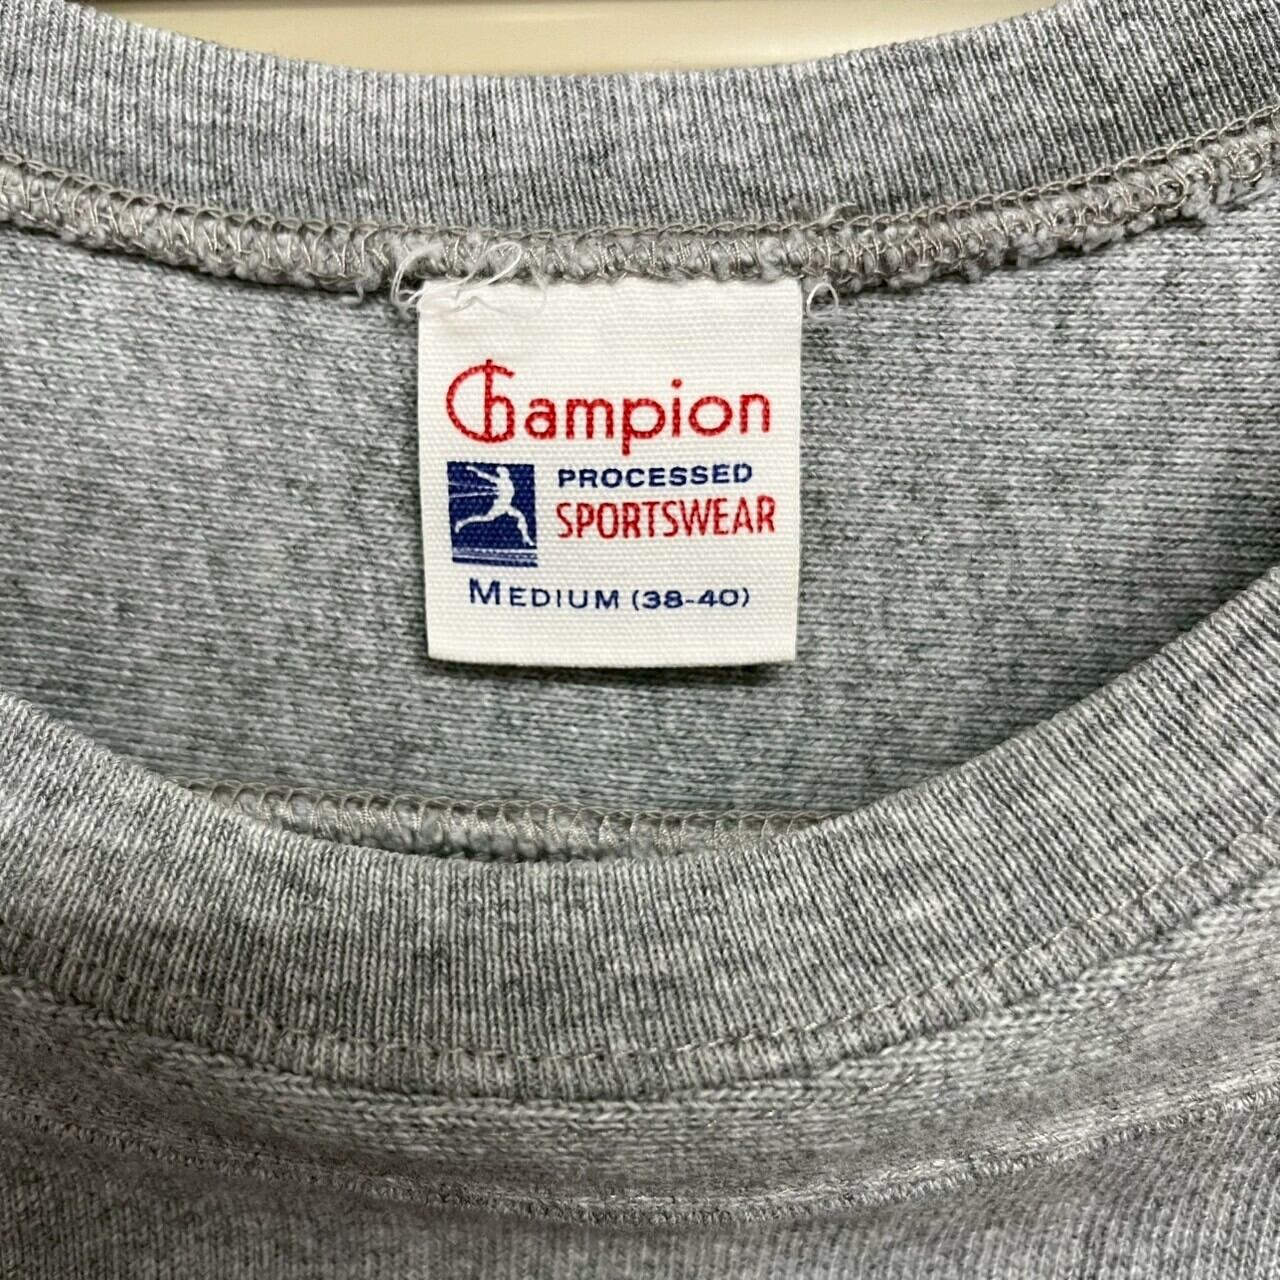 Champion
PROCESSED
SPORTSWEAR
MEDIUM (38-40)